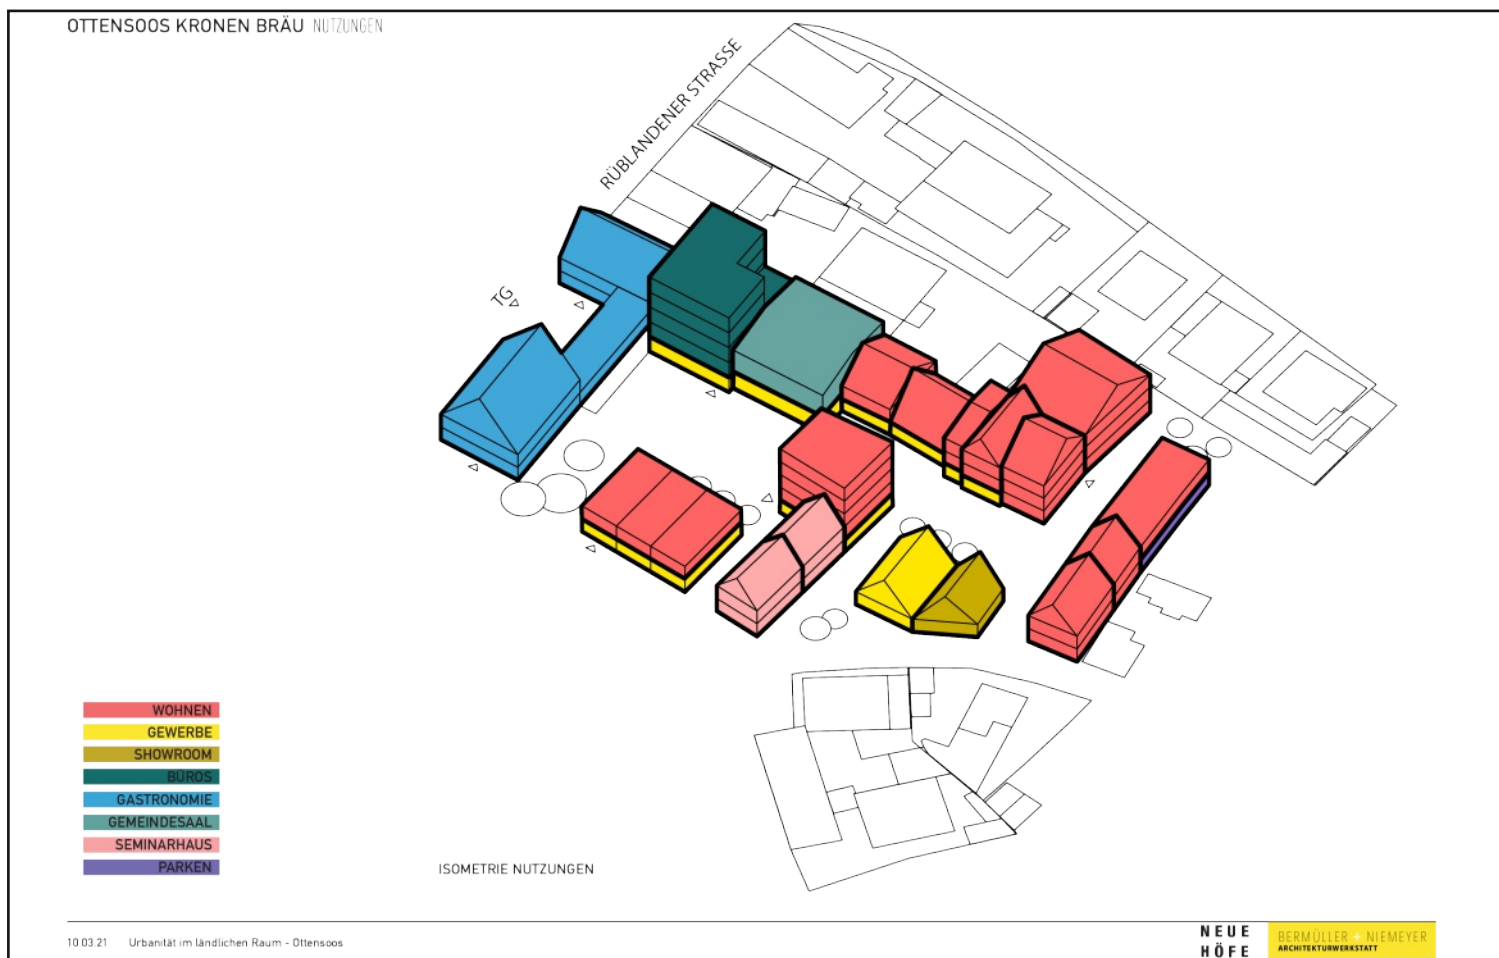 OTTENSOOS KRONEN BRÄU NUTZUNGEN
RÜBLANDENER STRASSE
TG
WOHNEN
GEWERBE
SHOWROOM
BÜROS
GASTRONOMIE
GEMEINDESAAL
SEMINARHAUS
PARKEN
ISOMETRIE NUTZUNGEN
10.03.21 Urbanität im ländlichen Raum - Ottensoos
NEUE
HÖFE
BERMÜLLER + NIEMEYER
ARCHITEKTURWERKSTATT